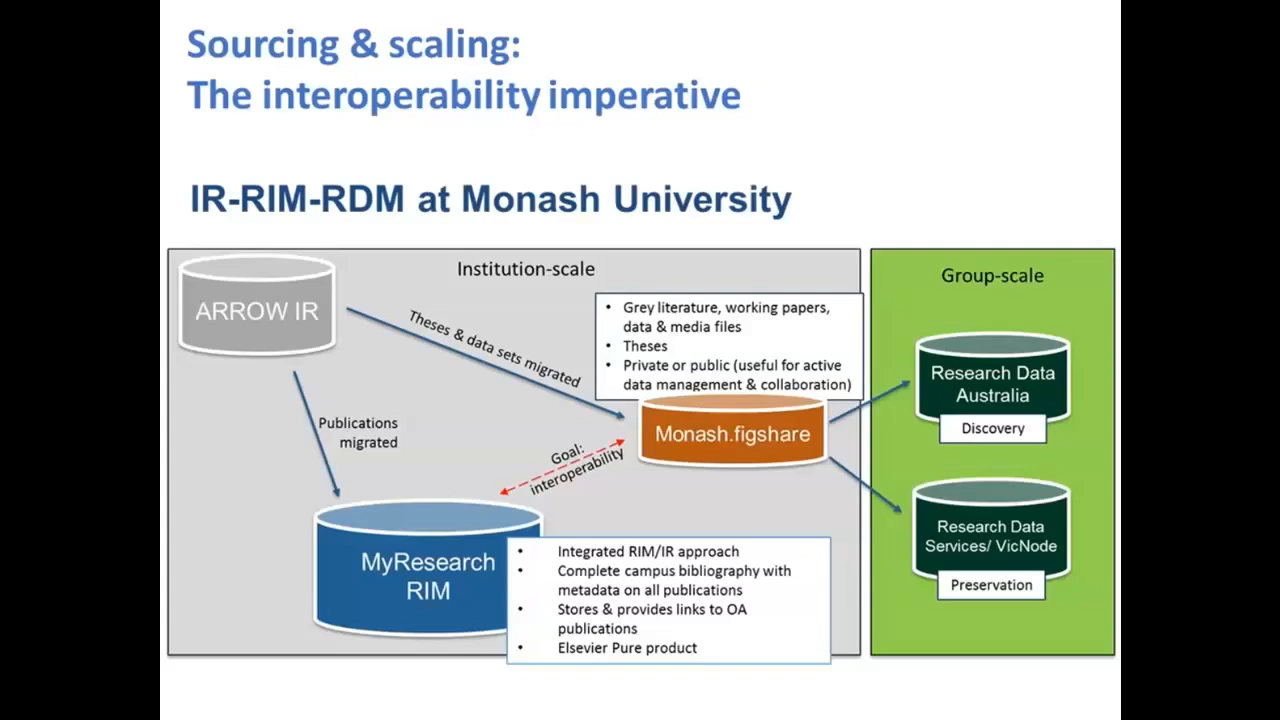 Sourcing & scaling:
The interoperability imperative
IR-RIM-RDM at Monash University
Institution-scale
ARROW IR
Theses & data sets migrated
Publications
migrated
• Grey literature, working papers,
data & media files
• Theses
• Private or public (useful for active
data management & collaboration)
Monash.figshare
Goal:
interoperability
MyResearch
RIM
• Integrated RIM/IR approach
• Complete campus bibliography with
metadata on all publications
• Stores & provides links to OA
publications
• Elsevier Pure product
Group-scale
Research Data
Australia
Discovery
Research Data
Services/ VicNode
Preservation